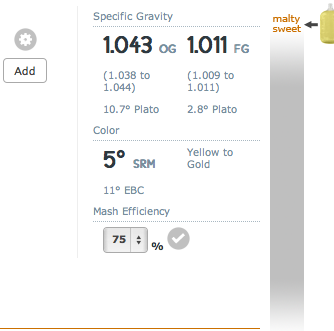 Specific Gravity
1.043 OG 1.011 FG
(1.038 to 1.044)
(1.009 to 1.011)
10.7° Plato 2.8° Plato
Color
5° SRM
Yellow to Gold
11° EBC
Mash Efficiency
75 %
Add
malty
sweet